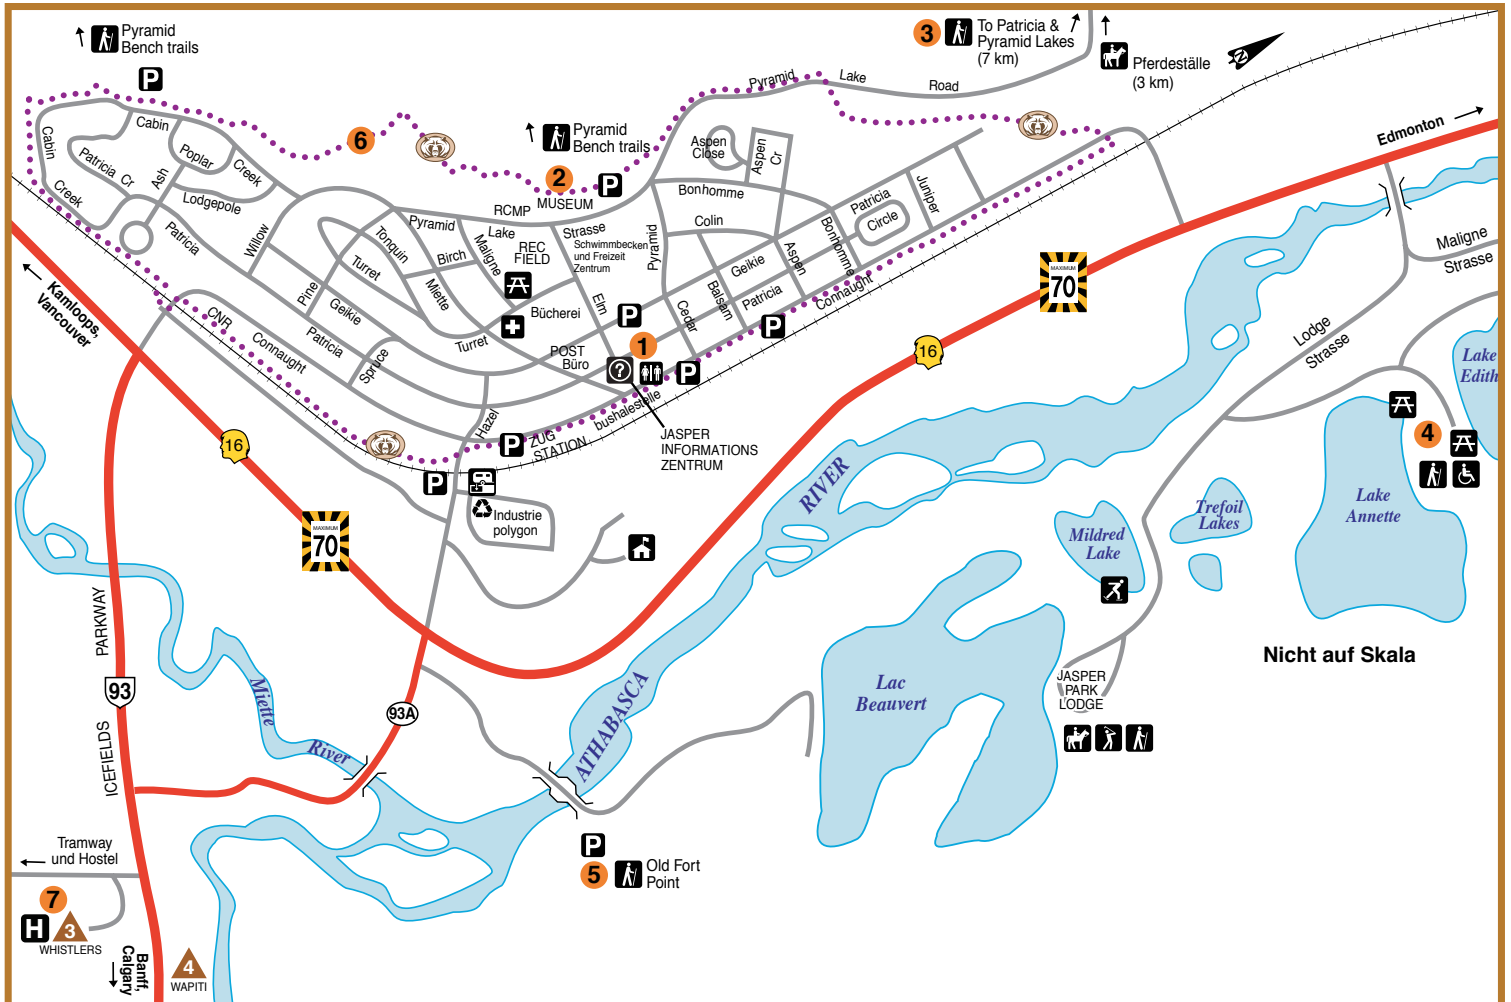 Pyramid
Bench trails
P
3
To Patricia &
Pyramid Lakes
(7 km)
Pferdeställe
(3 km)
N
Pyramid
Lake
Road
Edmonton
Cabin
Cabin
Creek
Patricia Cr
Poplar
Ash
Creek
Lodgepole
Patricia
Willow
6
Pyramid
Bench trails
2
MUSEUM
P
RCMP
Aspen
Close
Aspen
Cr
Bonhomme
Colin
Pyramid
Patricia
Circle
Juniper
Bonhomme
Pyramid
Lake
Strasse
Tonquin
Turret
Birch
Maligne
REC
FIELD
Schwimmbecken
und Freizeit
Zentrum
Miette
Geikie
Aspen
Balsam
Patricia
Connaught
Cedar
Elm
Bücherei
P
P
Pine
Geikie
Patricia
Turret
Spruce
POST
Büro
1
?
P
CNR
Connaught
Hazel
P
ZUG
STATION
bushalestelle
JASPER
INFORMATIONS
ZENTRUM
P
Industrie
polygon
Kamloops,
Vancouver
16
16
MAXIMUM
70
MAXIMUM
70
Maligne
Strasse
Lodge
Strasse
Lake
Edith
4
Lake
Annette
Trefoil
Lakes
Mildred
Lake
RIVER
ATHABASCA
Nicht auf Skala
JASPER
PARK
LODGE
Lac
Beauvert
PARKWAY
93
ICEFIELDS
93A
Miette
River
Tramway
und Hostel
7
H
3
WHISTLERS
Banff,
Calgary
4
WAPITI
P
5
Old Fort
Point